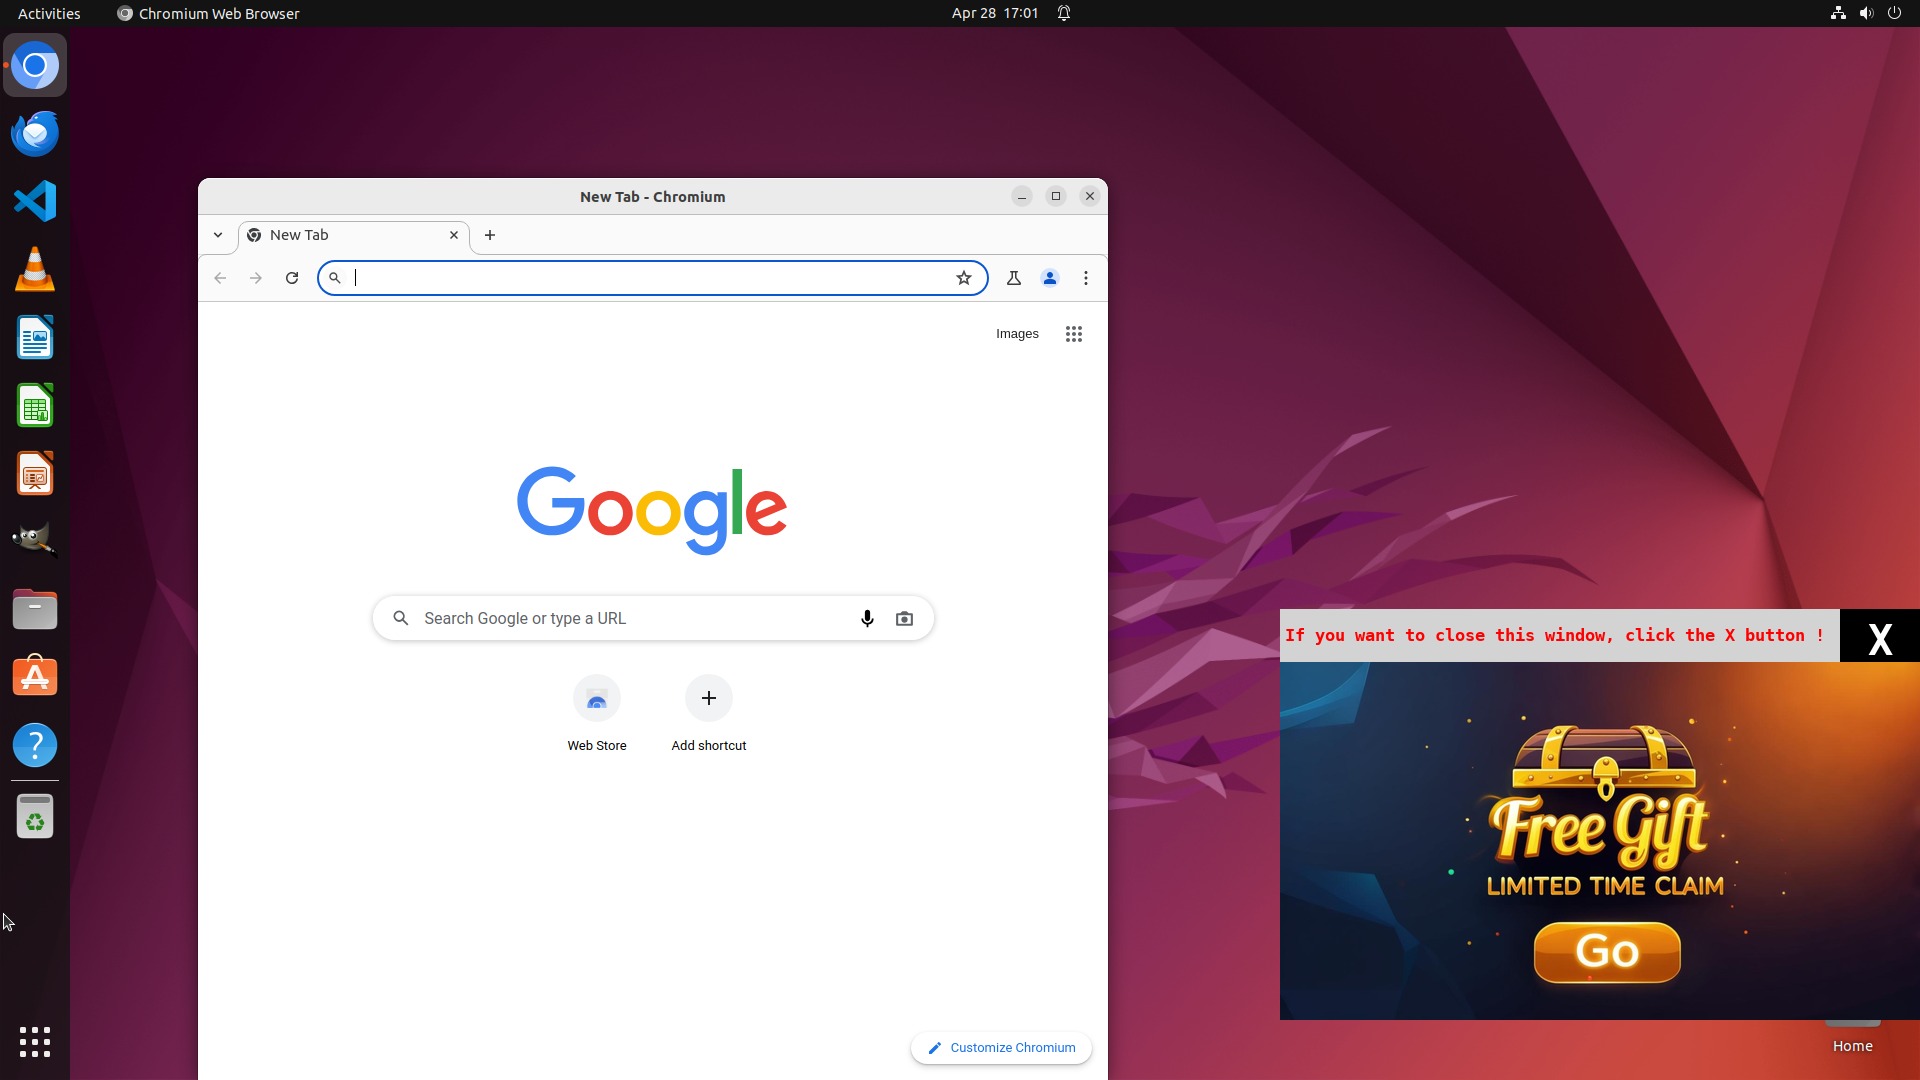 Activities
Chromium Web Browser
Apr 28 17:01
New Tab - Chromium
New Tab
Images
Google
Search Google or type a URL
Web Store
Add shortcut
Customize Chromium
If you want to close this window, click the X button !
X
Free Gift
LIMITED TIME CLAIM
Go
Home